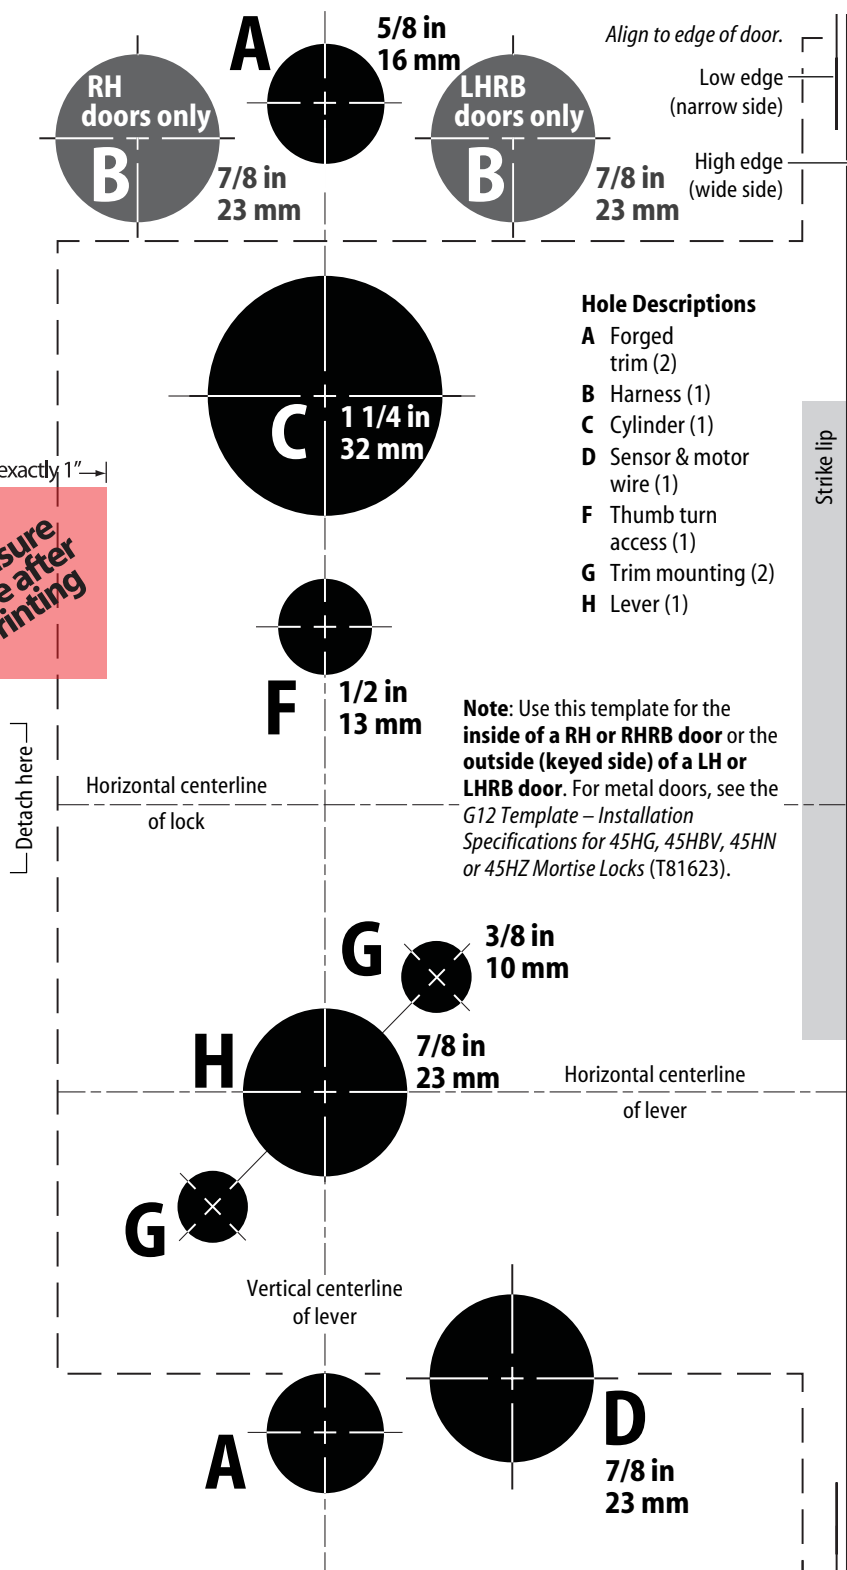 A
5/8 in
16 mm
Align to edge of door.
RH
doors only
B
7/8 in
23 mm
LHRB
doors only
B
7/8 in
23 mm
Low edge
(narrow side)
High edge
(wide side)
C
1 1/4 in
32 mm
Hole Descriptions
A Forged
trim (2)
B Harness (1)
C Cylinder (1)
D Sensor & motor
wire (1)
F Thumb turn
access (1)
G Trim mounting (2)
H Lever (1)
Strike lip
exactly 1”
after
F
1/2 in
13 mm
Note: Use this template for the
inside of a RH or RHRB door or the
outside (keyed side) of a LH or
LHRB door. For metal doors, see the
G12 Template – Installation
Specifications for 45HG, 45HBV, 45HN
or 45HZ Mortise Locks (T81623).
Detach here
Horizontal centerline
of lock
G
3/8 in
10 mm
H
7/8 in
23 mm
Horizontal centerline
of lever
G
Vertical centerline
of lever
A
D
7/8 in
23 mm